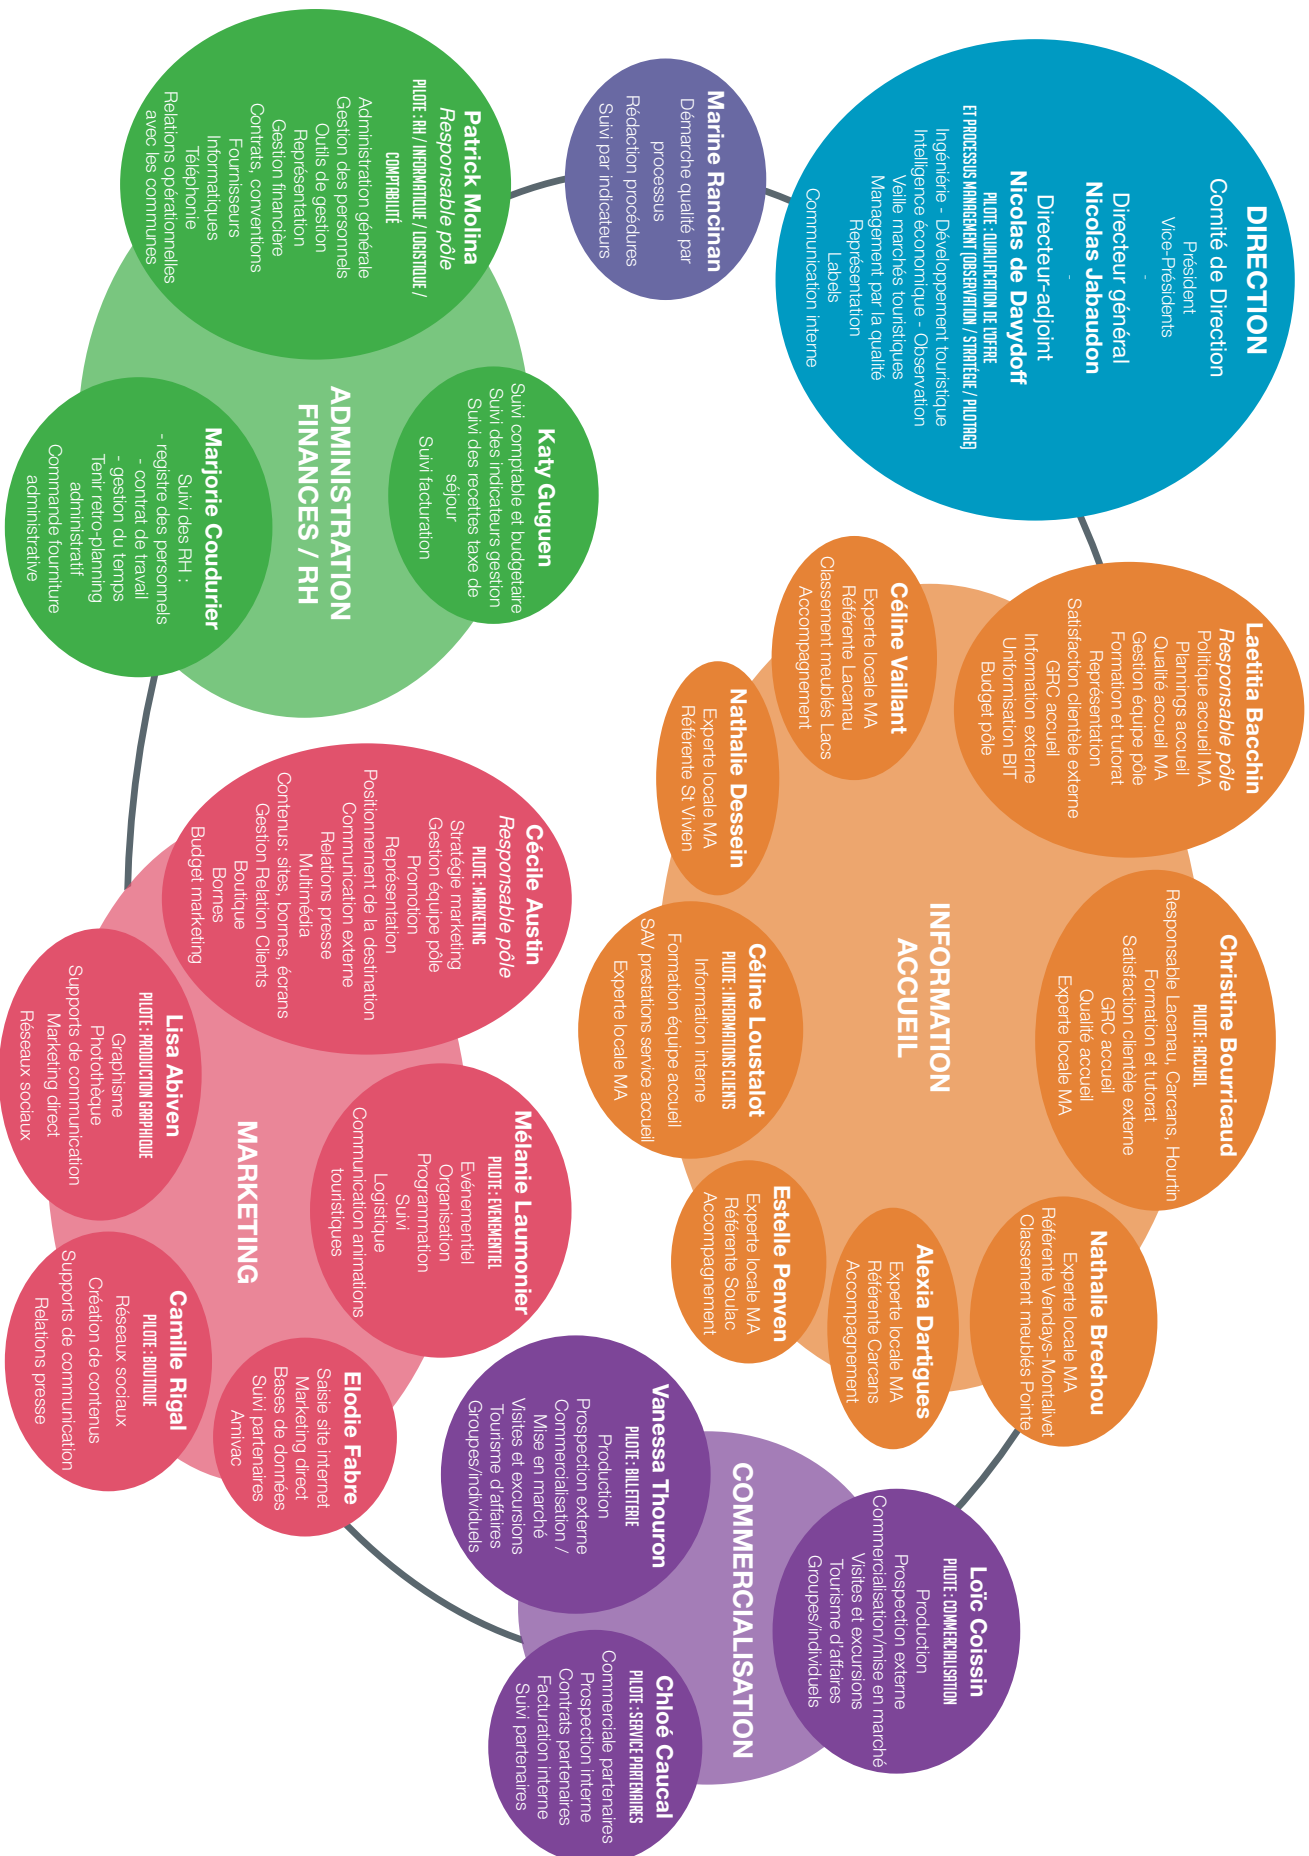 DIRECTION
Comité de Direction
Président
Vice-Présidents
-
Directeur général
Nicolas Jabaudon
-
Directeur-adjoint
Nicolas de Davydoff
PILOTE : QUALIFICATION DE L'OFFRE
ET PROCESSUS MANAGEMENT (OBSERVATION / STRATÉGIE / PILOTAGE)
Ingénièrie - Développement touristique
Intelligence économique - Observation
Veille marchés touristiques
Management par la qualité
Représentation
Labels
Communication interne
Marine Rancinan
Démarche qualité par
processus
Rédaction procédures
Suivi par indicateurs
Patrick Molina
Responsable pôle
PILOTE : RH / INFORMATIQUE / LOGISTIQUE /
COMPTABILITÉ
Administration générale
Gestion des personnels
Outils de gestion
Représentation
Gestion financière
Contrats, conventions
Fournisseurs
Informatiques
Téléphonie
Relations opérationnelles
avec les communes
ADMINISTRATION
FINANCES / RH
Katy Guguen
Suivi comptable et budgetaire
Suivi des indicateurs gestion
Suivi des recettes taxe de
séjour
Suivi facturation
Marjorie Coudurier
Suivi des RH :
- registre des personnels
- contrat de travail
- gestion du temps
Tenir retro-planning
administratif
Commande fourniture
administrative
Laetitia Bacchin
Responsable pôle
Politique accueil MA
Plannings accueil
Qualité accueil MA
Gestion équipe pôle
Formation et tutorat
Représentation
Satisfaction clientèle externe
GRC accueil
Information externe
Uniformisation BIT
Budget pôle
Céline Vaillant
Experte locale MA
Référente Lacanau
Classement meublés Lacs
Accompagnement
Nathalie Dessein
Experte locale MA
Référente St Vivien
INFORMATION
ACCUEIL
Christine Bourricaud
PILOTE : ACCUEIL
Responsable Lacanau, Carcans, Hourtin
Formation et tutorat
Satisfaction clientèle externe
GRC accueil
Qualité accueil
Experte locale MA
Céline Loustalot
PILOTE : INFORMATIONS CLIENTS
Information interne
Formation équipe accueil
SAV prestations service accueil
Experte locale MA
Nathalie Brechou
Experte locale MA
Référente Vendays-Montalivet
Classement meublés Pointe
Alexia Dartigues
Experte locale MA
Référente Carcans
Accompagnement
Estelle Penven
Experte locale MA
Référente Soulac
Accompagnement
Cécile Austin
Responsable pôle
PILOTE : MARKETING
Stratégie marketing
Gestion équipe pôle
Promotion
Représentation
Positionnement de la destination
Communication externe
Relations presse
Multimédia
Contenus: sites, bornes, écrans
Gestion Relation Clients
Boutique
Bornes
Budget marketing
MARKETING
Lisa Abiven
PILOTE : PRODUCTION GRAPHIQUE
Graphisme
Photothèque
Supports de communication
Marketing direct
Réseaux sociaux
Mélanie Laumonier
PILOTE : EVENEMENTIEL
Evénementiel
Organisation
Programmation
Suivi
Logistique
Communication animations
touristiques
Camille Rigal
PILOTE : BOUTIQUE
Réseaux sociaux
Création de contenus
Supports de communication
Relations presse
Elodie Fabre
Saisie site internet
Marketing direct
Bases de données
Suivi partenaires
Amivac
COMMERCIALISATION
Loïc Coissin
PILOTE : COMMERCIALISATION
Production
Prospection externe
Commercialisation/mise en marché
Visites et excursions
Tourisme d'affaires
Groupes/individuels
Vanessa Thouron
PILOTE : BILLETTERIE
Production
Prospection externe
Commercialisation /
Mise en marché
Visites et excursions
Tourisme d'affaires
Groupes/individuels
Chloé Caucal
PILOTE : SERVICE PARTENAIRES
Commerciale partenaires
Prospection interne
Contrats partenaires
Facturation interne
Suivi partenaires